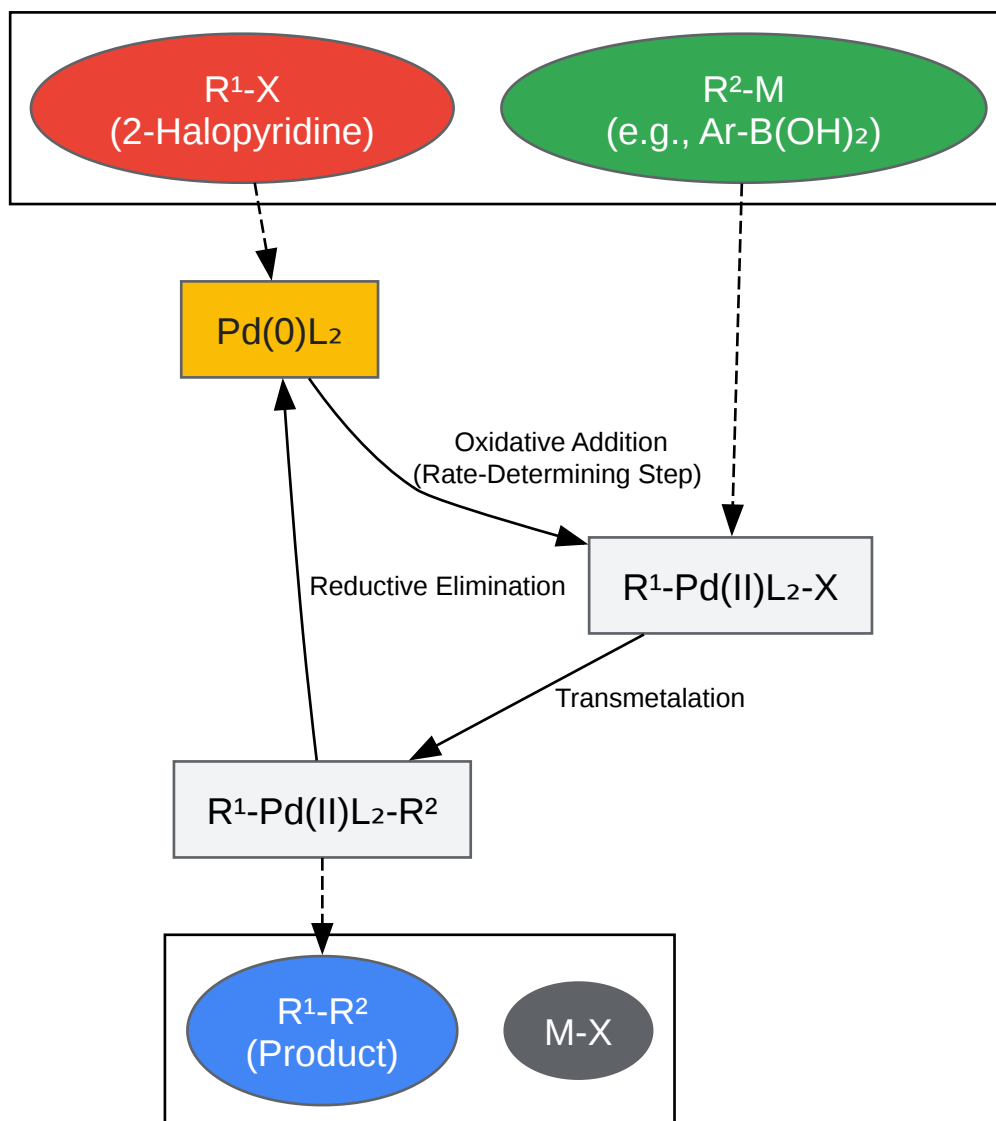 R¹-X
(2-Halopyridine)
R²-M
(e.g., Ar-B(OH)₂)
Pd(0)L₂
Oxidative Addition
(Rate-Determining Step)
R¹-Pd(II)L₂-X
Reductive Elimination
Transmetalation
R¹-Pd(II)L₂-R²
R¹-R²
(Product)
M-X